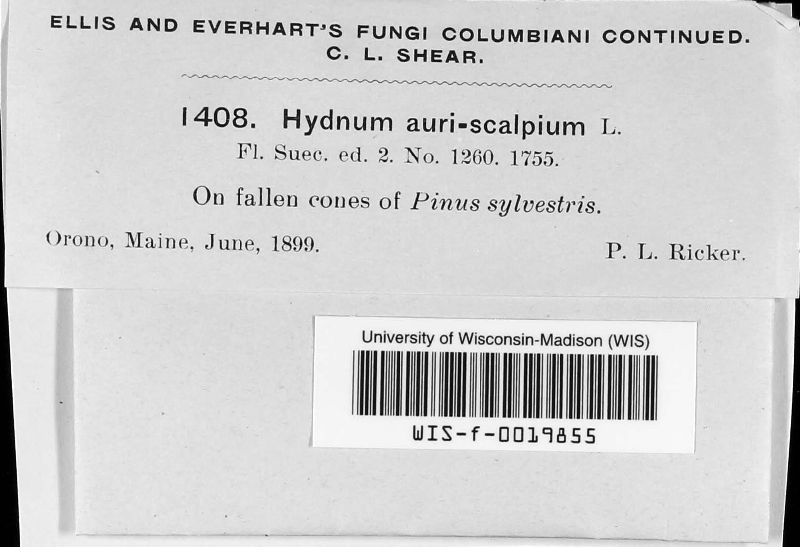 ELLIS AND EVERHART'S FUNGI COLUMBIANI CONTINUED.
C. L. SHEAR.
1408. Hydnum auri-scalpium L.
Fl. Suec. ed. 2. No. 1260. 1755.
On fallen cones of Pinus sylvestris.
Orono, Maine, June, 1899. P. L. Ricker.
University of Wisconsin-Madison (WIS)
WIS-f-0019855